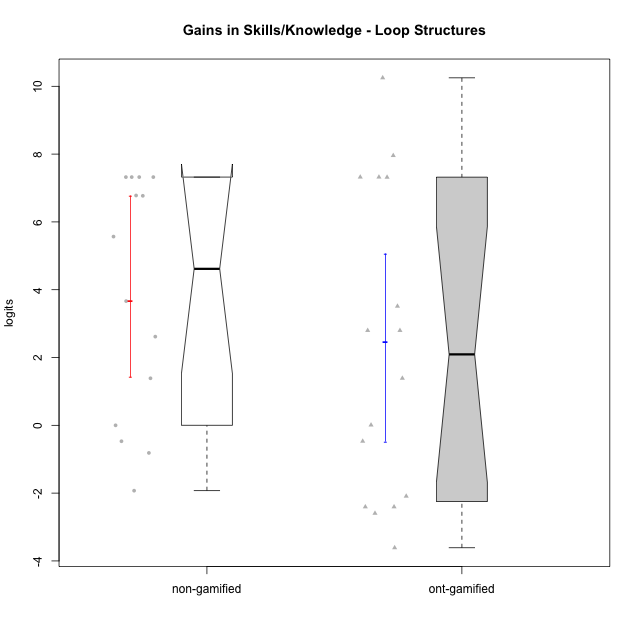 Gains in Skills/Knowledge - Loop Structures
logits
10
8
6
4
2
0
-2
-4
non-gamified
ont-gamified